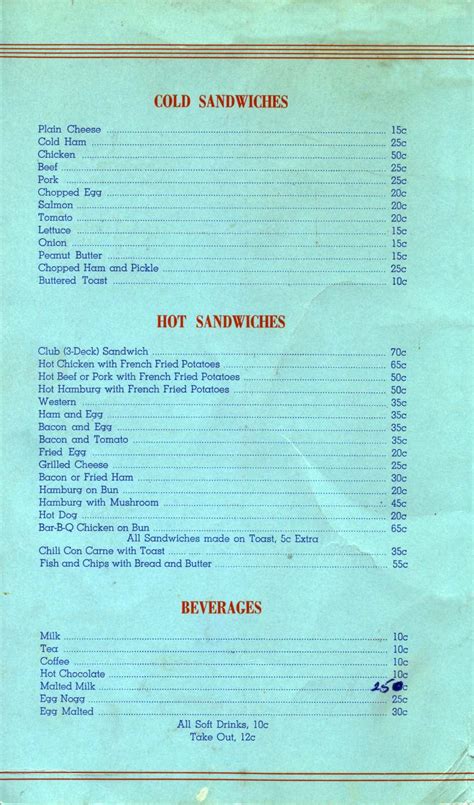 COLD SANDWICHES
Plain Cheese 15c
Cold Ham 25c
Chicken 50c
Beef 25c
Pork 25c
Chopped Egg 20c
Salmon 20c
Tomato 20c
Lettuce 15c
Onion 15c
Peanut Butter 15c
Chopped Ham and Pickle 25c
Buttered Toast 10c
HOT SANDWICHES
Club (3-Deck) Sandwich 70c
Hot Chicken with French Fried Potatoes 65c
Hot Beef or Pork with French Fried Potatoes 50c
Hot Hamburg with French Fried Potatoes 50c
Western 35c
Ham and Egg 35c
Bacon and Egg 35c
Bacon and Tomato 35c
Fried Egg 20c
Grilled Cheese 25c
Bacon or Fried Ham 30c
Hamburg on Bun 20c
Hamburg with Mushroom 45c
Hot Dog 20c
Bar-B-Q Chicken on Bun 65c
All Sandwiches made on Toast, 5c Extra
Chili Con Carne with Toast 35c
Fish and Chips with Bread and Butter 55c
BEVERAGES
Milk 10c
Tea 10c
Coffee 10c
Hot Chocolate 10c
Malted Milk 25c
Egg Nogg 25c
Egg Malted 30c
All Soft Drinks, 10c
Take Out, 12c